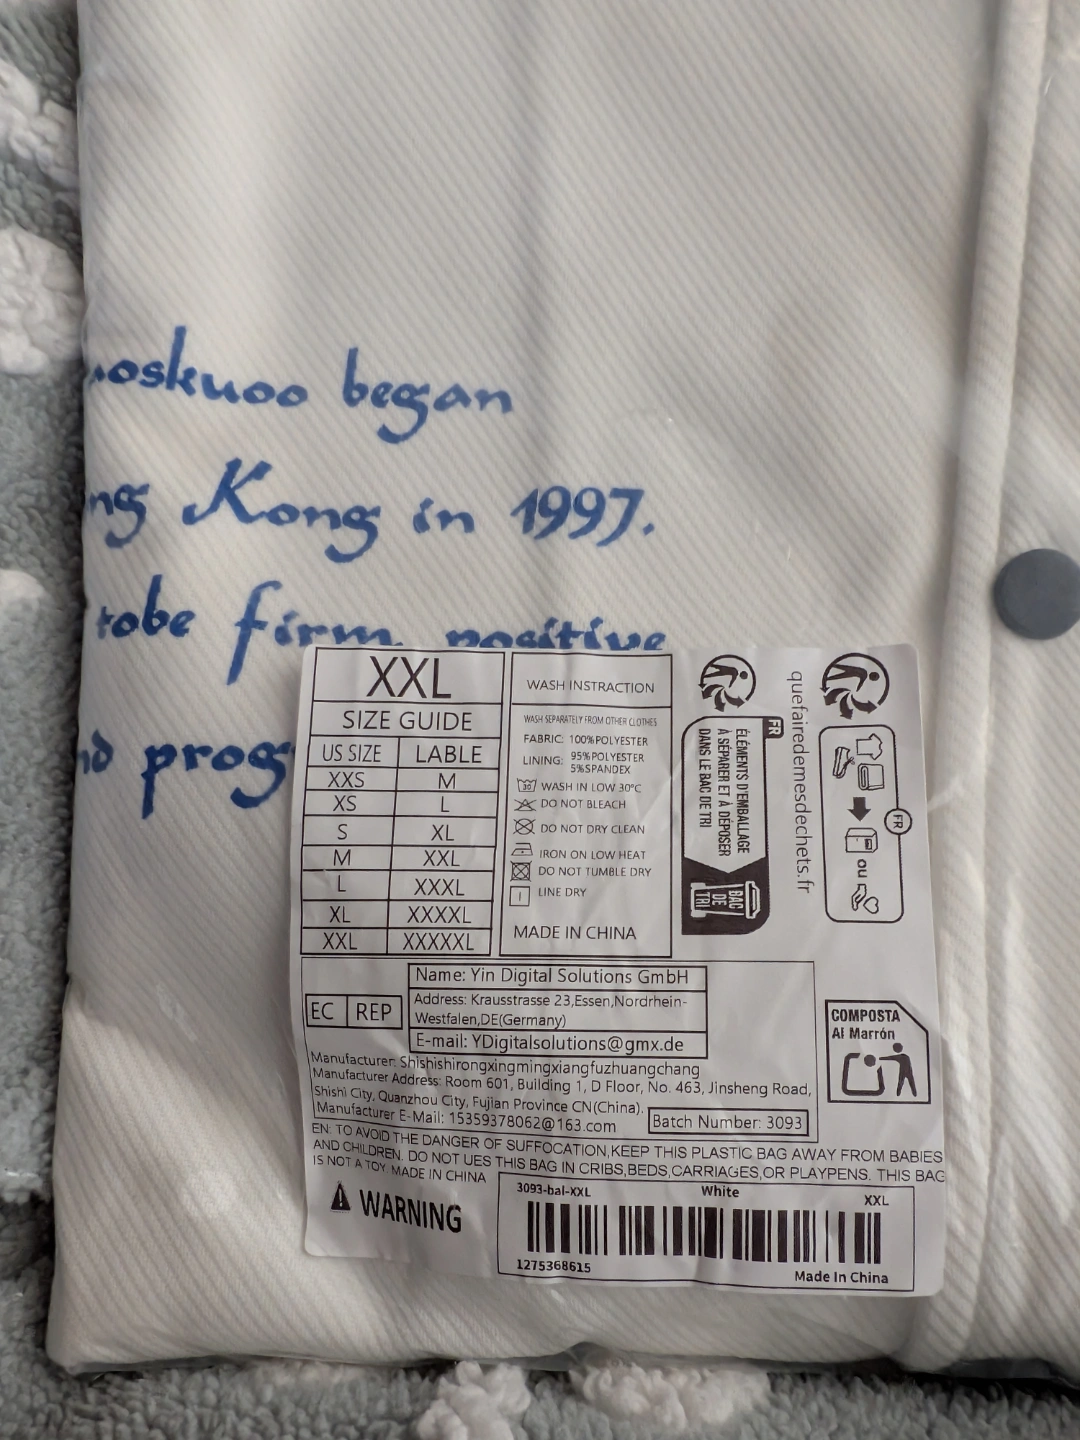 began
Kong in 1997.
tobe firm, positive
XXL
SIZE GUIDE
US SIZE LABLE
XXS M
XS L
S XL
M XXL
L XXXL
XL XXXXL
XXL XXXXXL
WASH INSTRACTION
WASH SEPARATELY FROM OTHER CLOTHES
FABRIC: 100%POLYESTER
LINING: 95%POLYESTER
5%SPANDEX
30 WASH IN LOW 30°C
DO NOT BLEACH
DO NOT DRY CLEAN
IRON ON LOW HEAT
DO NOT TUMBLE DRY
LINE DRY
MADE IN CHINA
FR
ÉLÉMENTS D'EMBALLAGE
À SÉPARER ET À DÉPOSER
DANS LE BAC DE TRI
BAC
DE
TRI
quefairedemesdechets.fr
FR
ou
EC REP
Name: Yin Digital Solutions GmbH
Address: Krausstrasse 23,Essen,Nordrhein-
Westfalen,DE(Germany)
E-mail: YDigitalsolutions@gmx.de
COMPOSTA
Al Marrón
Manufacturer: Shishishirongxingmingxiangfuzhuangchang
Manufacturer Address: Room 601, Building 1, D Floor, No. 463, Jinsheng Road,
Shishi City, Quanzhou City, Fujian Province CN(China).
Manufacturer E-Mail: 15359378062@163.com
Batch Number: 3093
EN: TO AVOID THE DANGER OF SUFFOCATION,KEEP THIS PLASTIC BAG AWAY FROM BABIES
AND CHILDREN. DO NOT UES THIS BAG IN CRIBS,BEDS,CARRIAGES,OR PLAYPENS. THIS BAG
IS NOT A TOY. MADE IN CHINA
WARNING
3093-bal-XXL White XXL
1275368615 Made In China